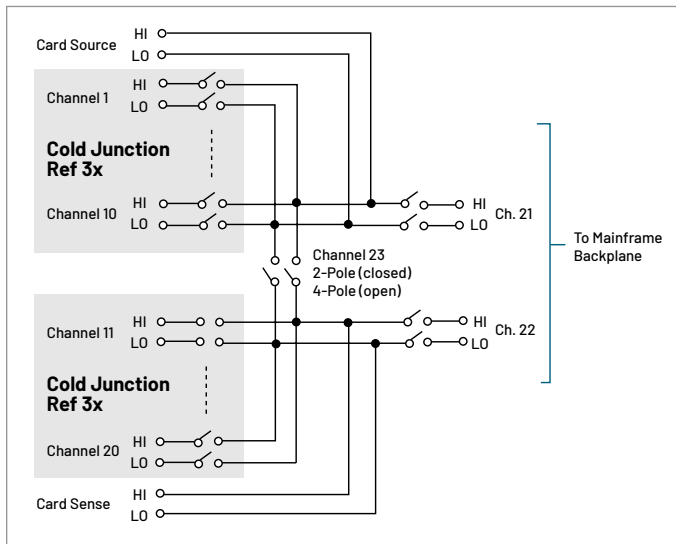 Card Source
HI
LO
Channel 1
HI
LO
Cold Junction
Ref 3x
Channel 10
HI
LO
HI
LO
Ch. 21
Channel 23
2-Pole (closed)
4-Pole (open)
To Mainframe
Backplane
Channel 11
HI
LO
HI
LO
Ch. 22
Cold Junction
Ref 3x
Channel 20
HI
LO
Card Sense
HI
LO